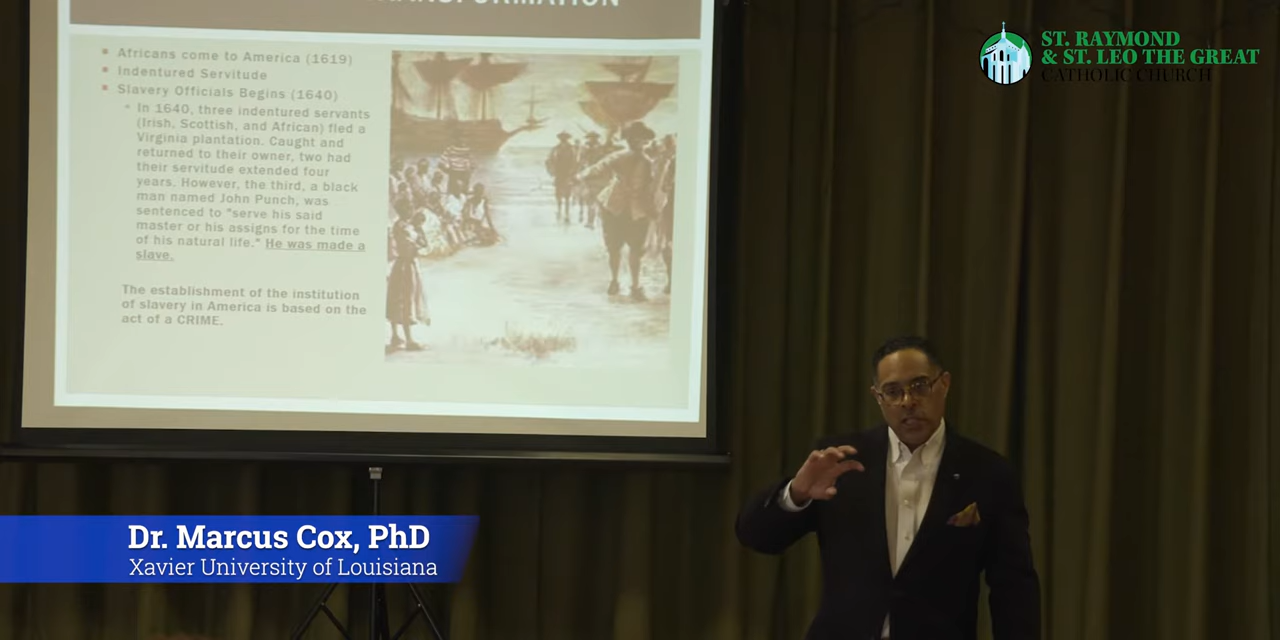 ST. RAYMOND
& ST. LEO THE GREAT
CATHOLIC CHURCH
Africans come to America (1619)
Indentured Servitude
Slavery Officials Begins (1640)
In 1640, three indentured servants
(Irish, Scottish, and African) fled a
Virginia plantation. Caught and
returned to their owner, two had
their servitude extended four
years. However, the third, a black
man named John Punch, was
sentenced to "serve his said
master or his assigns for the time
of his natural life." He was made a
slave.
The establishment of the institution
of slavery in America is based on the
act of a CRIME.
Dr. Marcus Cox, PhD
Xavier University of Louisiana